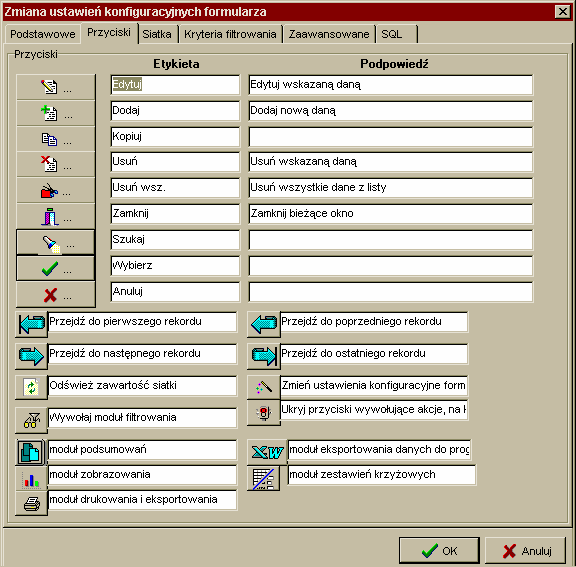 Zmiana ustawień konfiguracyjnych formularza
Podstawowe Przyciski Siatka Kryteria filtrowania Zaawansowane SQL
Przyciski
Etykieta Podpowiedź
... Edytuj Edytuj wskazaną daną
... Dodaj Dodaj nową daną
... Kopiuj
... Usuń Usuń wskazaną daną
... Usuń wsz. Usuń wszystkie dane z listy
... Zamknij Zamknij bieżące okno
... Szukaj
... Wybierz
... Anuluj
Przejdź do pierwszego rekordu Przejdź do poprzedniego rekordu
Przejdź do następnego rekordu Przejdź do ostatniego rekordu
Odśwież zawartość siatki Zmień ustawienia konfiguracyjne form
Wywołaj moduł filtrowania Ukryj przyciski wywołujące akcje, na k
moduł podsumowań XW moduł eksportowania danych do prog
moduł zobrazowania moduł zestawień krzyżowych
moduł drukowania i eksportowania
OK Anuluj